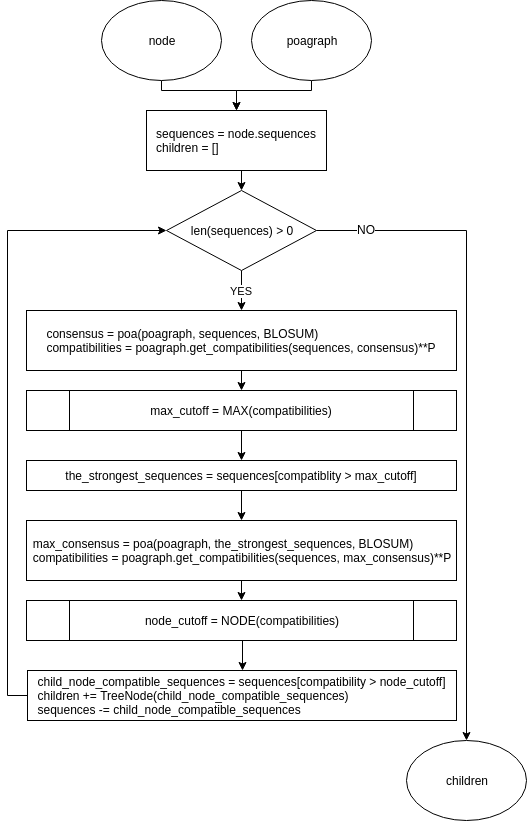 node
poagraph
sequences = node.sequences
children = []
len(sequences) > 0
NO
YES
consensus = poa(poagraph, sequences, BLOSUM)
compatibilities = poagraph.get_compatibilities(sequences, consensus)**P
max_cutoff = MAX(compatibilities)
the_strongest_sequences = sequences[compatiblity > max_cutoff]
max_consensus = poa(poagraph, the_strongest_sequences, BLOSUM)
compatibilities = poagraph.get_compatibilities(sequences, max_consensus)**P
node_cutoff = NODE(compatibilities)
child_node_compatible_sequences = sequences[compatibility > node_cutoff]
children += TreeNode(child_node_compatible_sequences)
sequences -= child_node_compatible_sequences
children